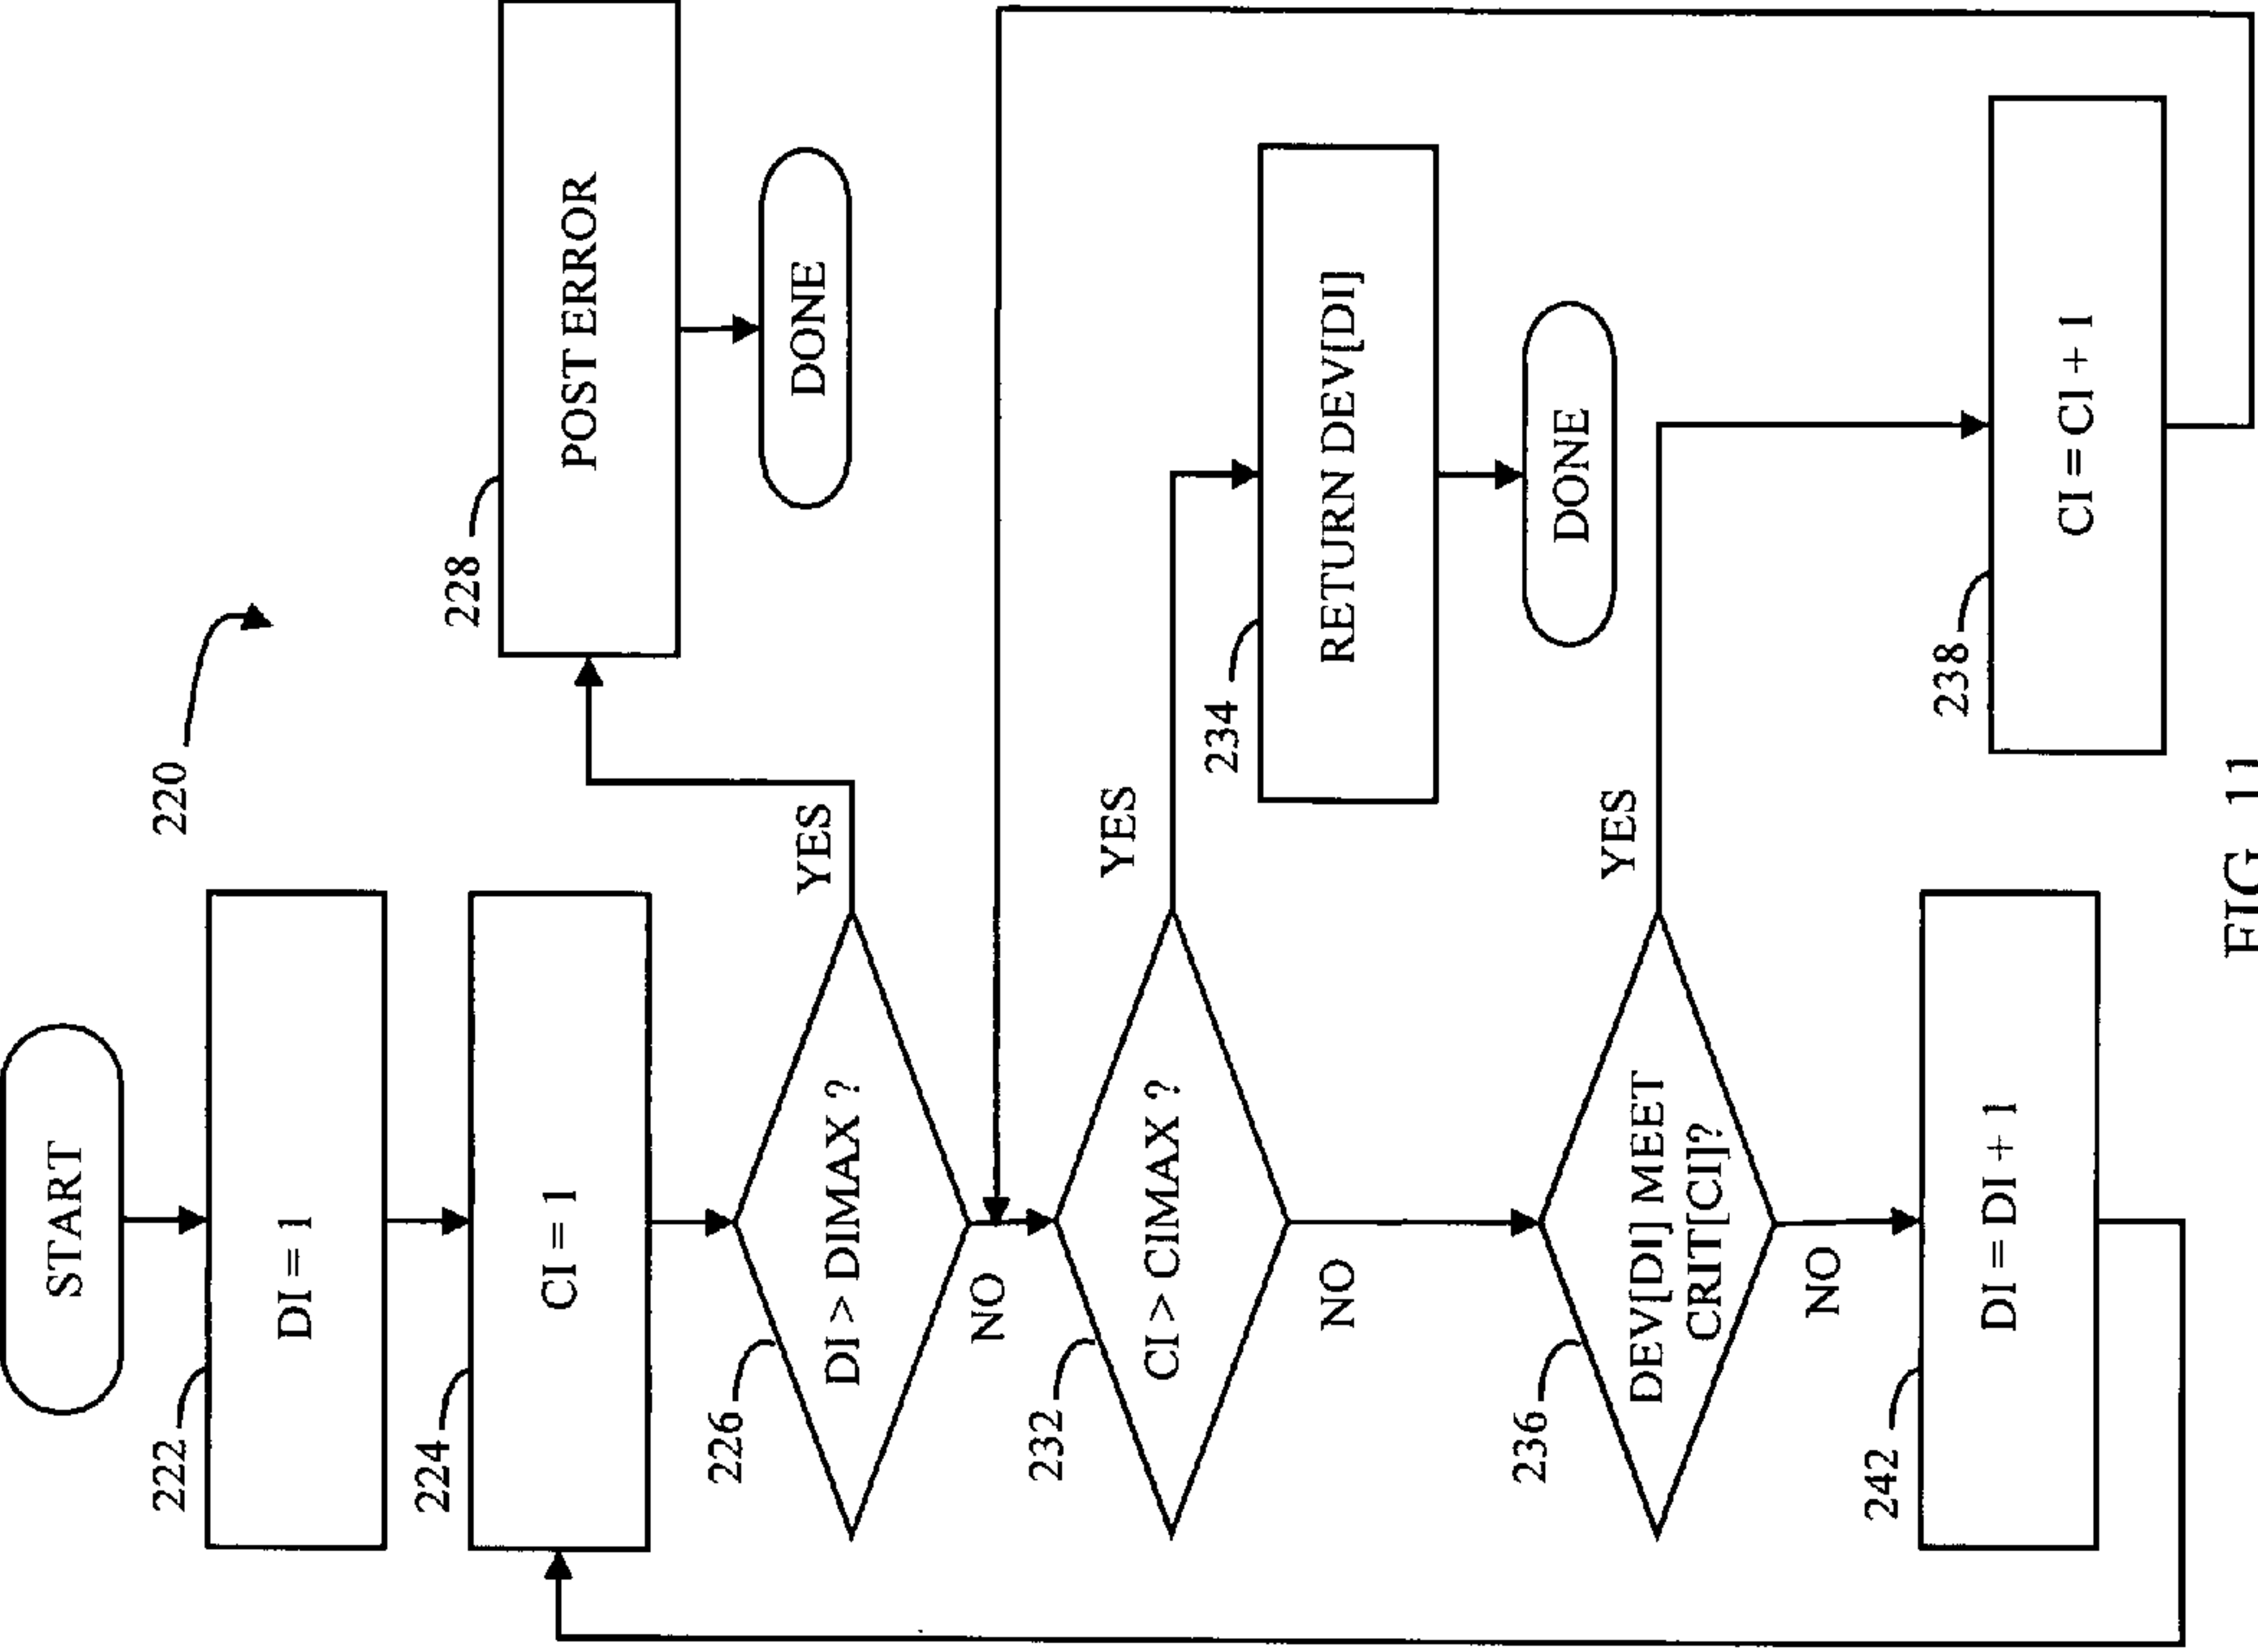 START
220
222
DI = 1
224
CI = 1
226
DI > DIMAX ?
YES
228
POST ERROR
DONE
NO
232
CI > CIMAX ?
YES
234
RETURN DEV[DI]
DONE
NO
236
DEV[DI] MEET
CRIT[CI]?
YES
238
CI = CI + 1
NO
242
DI = DI + 1
FIG. 11